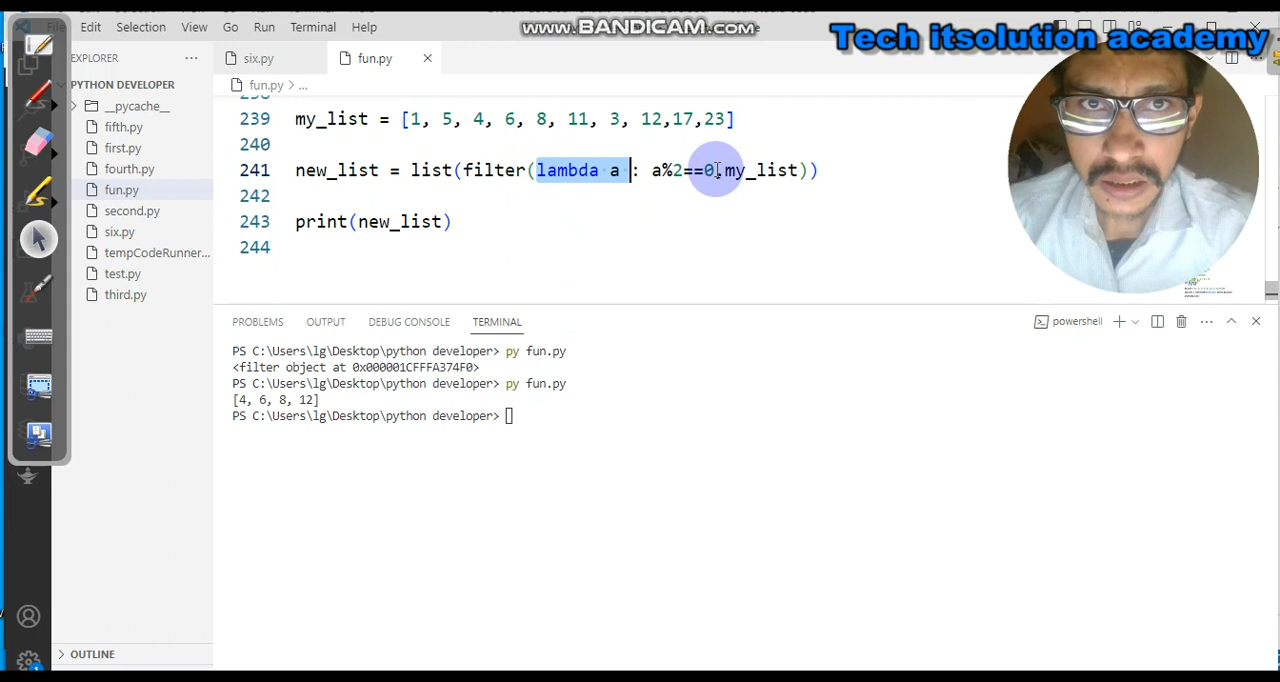 File Edit Selection View Go Run Terminal Help
WWW.BANDICAM.COM
Tech itsolution academy
EXPLORER
PYTHON DEVELOPER
__pycache__
fifth.py
first.py
fourth.py
fun.py
second.py
six.py
tempCodeRunner...
test.py
third.py
OUTLINE
six.py fun.py
fun.py > ...
239 my_list = [1, 5, 4, 6, 8, 11, 3, 12,17,23]
240
241 new_list = list(filter(lambda a : a%2==0,my_list))
242
243 print(new_list)
244
PROBLEMS OUTPUT DEBUG CONSOLE TERMINAL
powershell
PS C:\Users\lg\Desktop\python developer> py fun.py
<filter object at 0x000001CFFFA374F0>
PS C:\Users\lg\Desktop\python developer> py fun.py
[4, 6, 8, 12]
PS C:\Users\lg\Desktop\python developer>